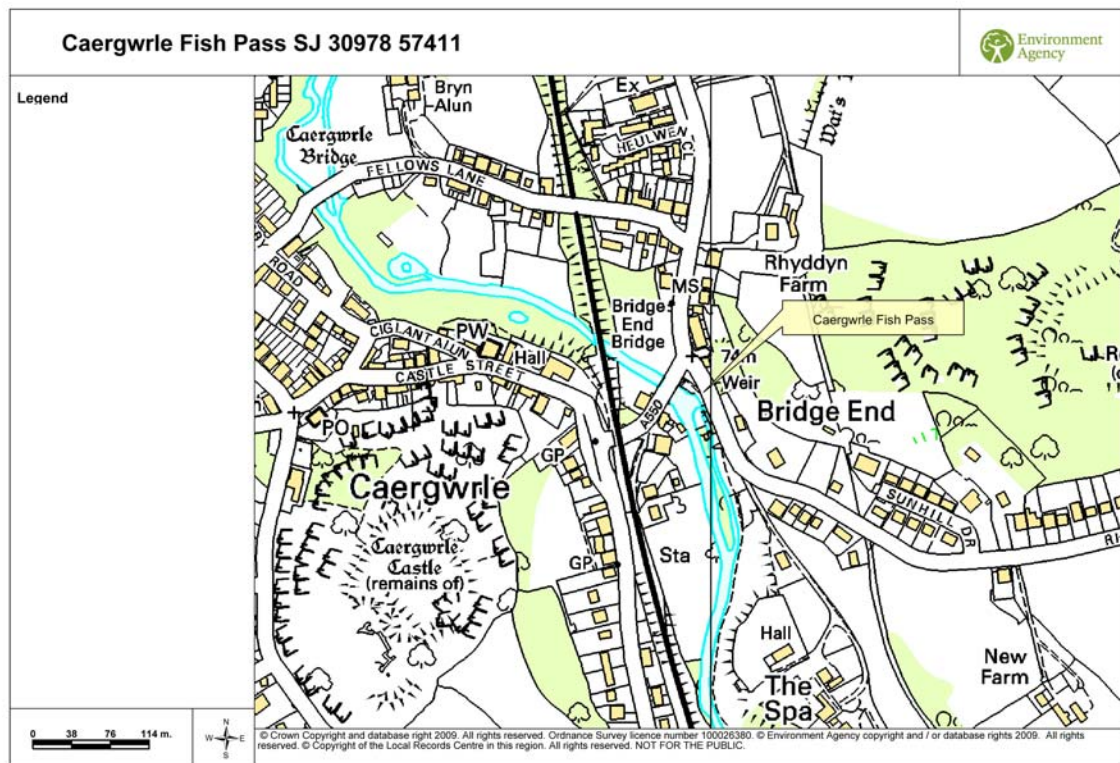 Caergwrle Fish Pass SJ 30978 57411
Environment
Agency
Legend
Bryn
Alun
Ex
HEULWEN CL
Wat's
Caergwrle
Bridge
FELLOWS LANE
ROAD
Rhyddyn
Farm
MS
Bridge
End
Bridge
Caergwrle Fish Pass
PW
Hall
CIGLANT ALUN
CASTLE STREET
74m
Weir
Bridge End
A550
PO
GP
Caergwrle
SUNHILL DR
Caergwrle
Castle
(remains of)
GP
Sta
Hall
New
Farm
The
Spa
0 38 76 114 m.
N
W E
S
© Crown Copyright and database right 2009. All rights reserved. Ordnance Survey licence number 100026380. © Environment Agency copyright and / or database rights 2009. All rights
reserved. © Copyright of the Local Records Centre in this region. All rights reserved. NOT FOR THE PUBLIC.